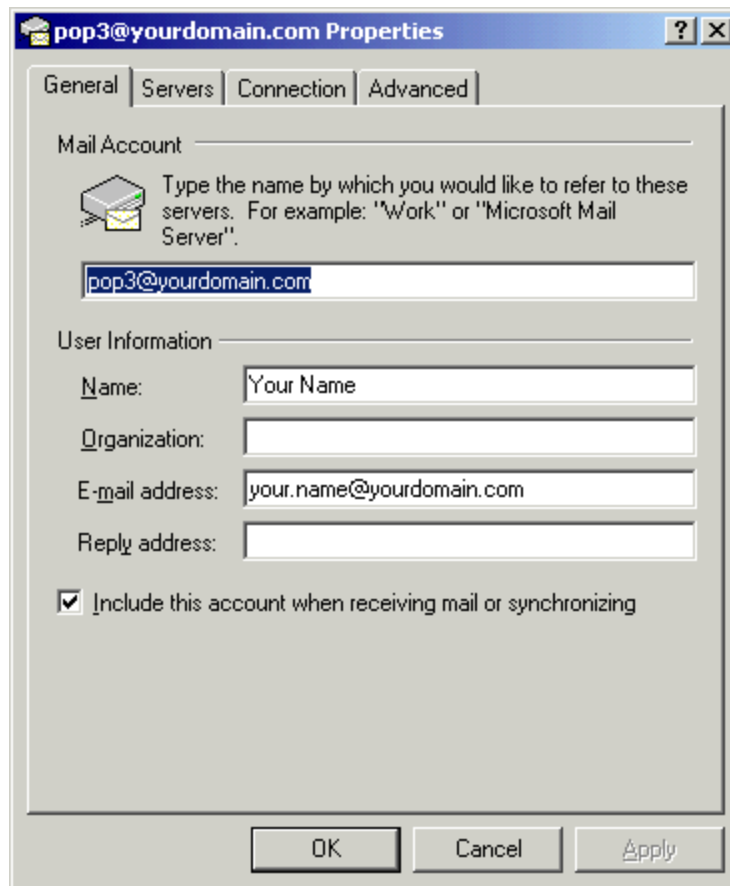 pop3@yourdomain.com Properties
General Servers Connection Advanced
Mail Account
Type the name by which you would like to refer to these
servers. For example: "Work" or "Microsoft Mail
Server".
pop3@yourdomain.com
User Information
Name: Your Name
Organization:
E-mail address: your.name@yourdomain.com
Reply address:
Include this account when receiving mail or synchronizing
OK Cancel Apply